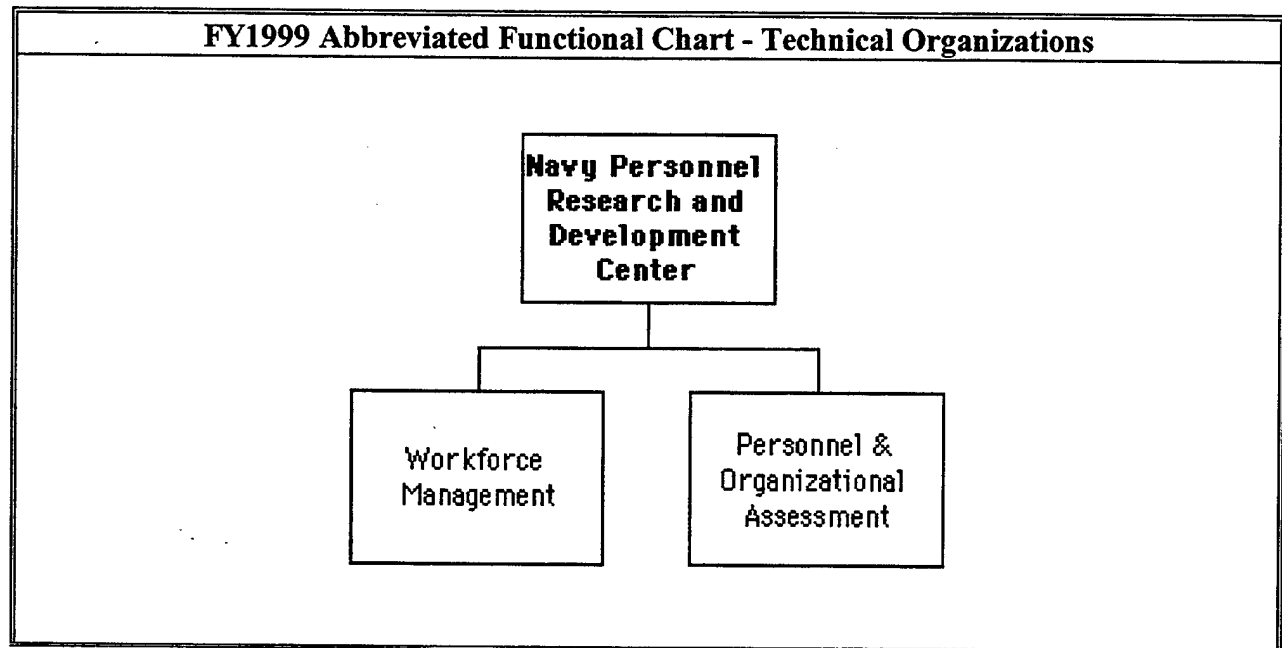 FY1999 Abbreviated Functional Chart - Technical Organizations
Navy Personnel
Research and
Development
Center
Workforce
Management
Personnel &
Organizational
Assessment